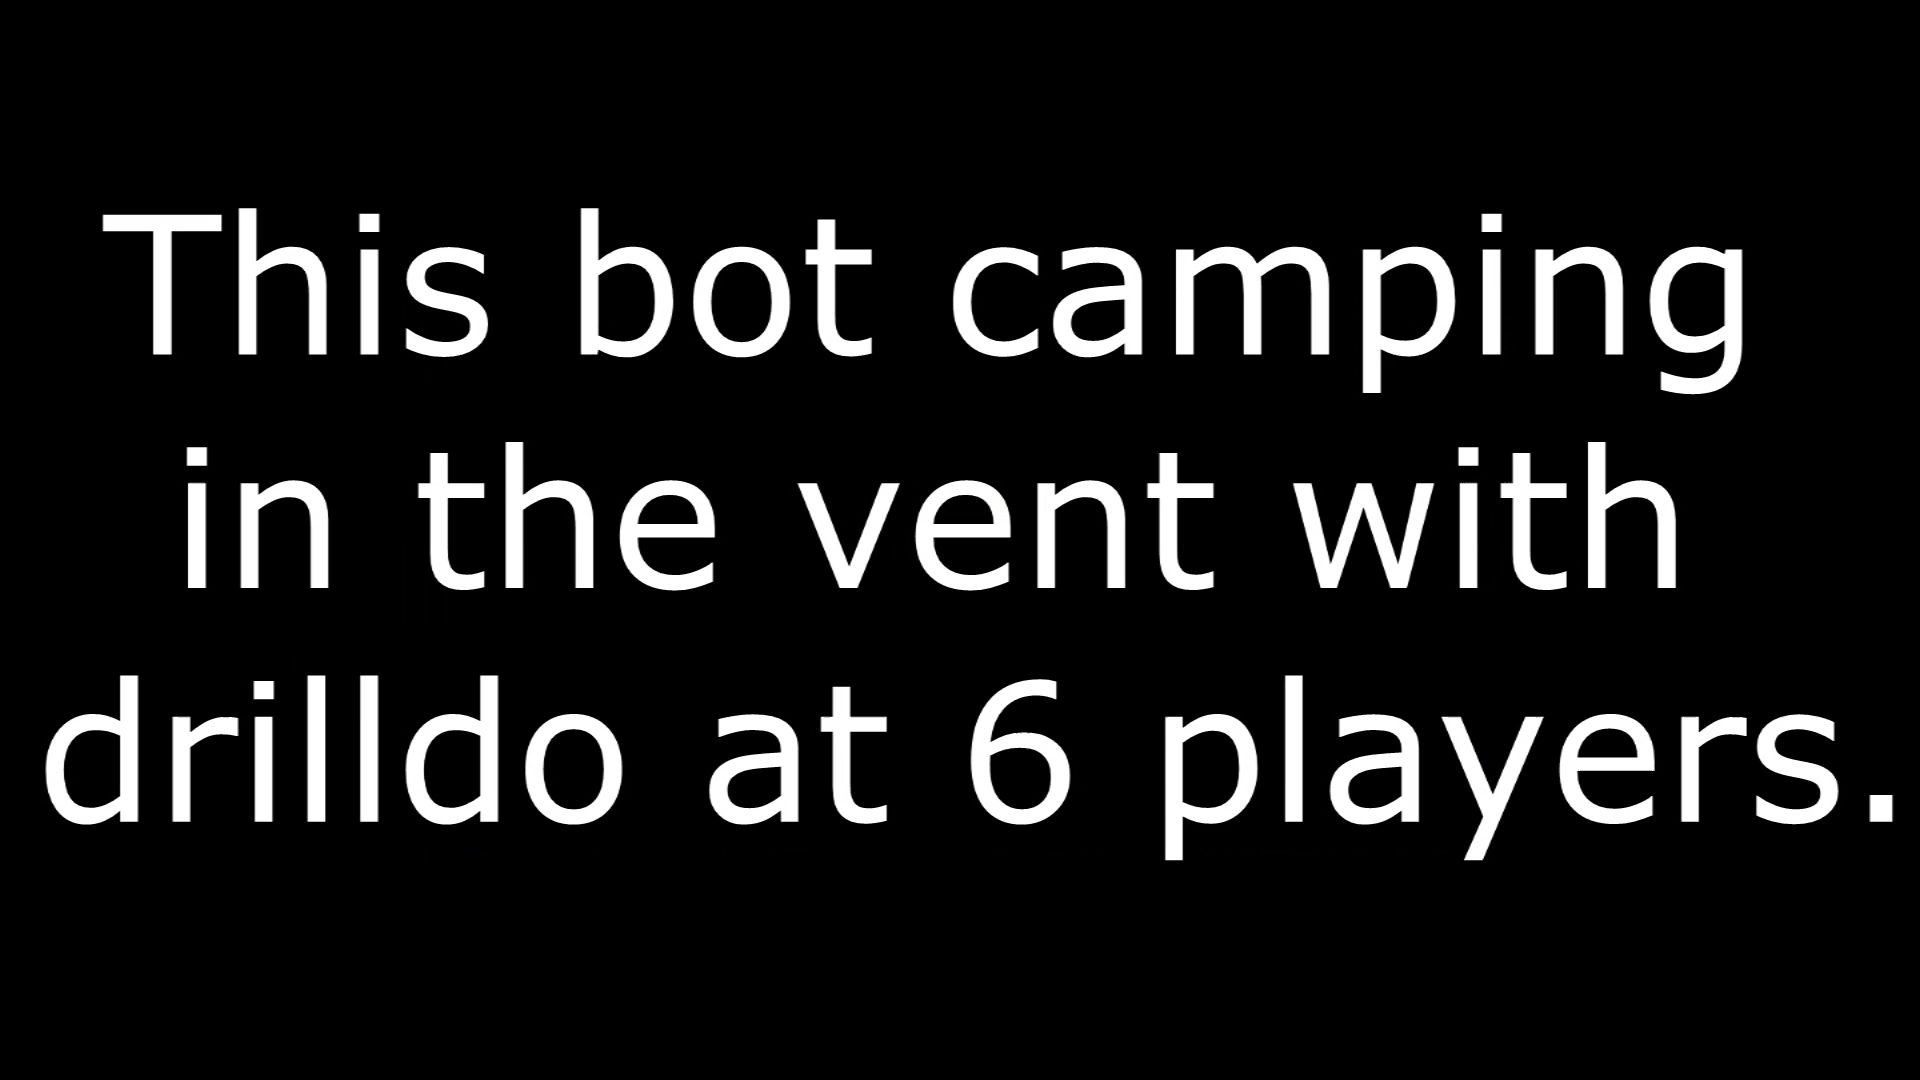 This bot camping
in the vent with
drilldo at 6 players.